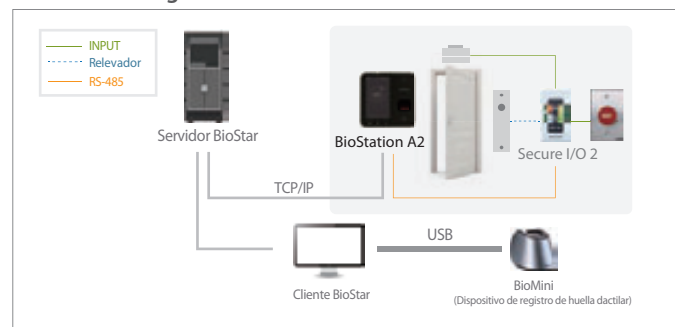 INPUT
Relevador
RS-485
Servidor BioStar
BioStation A2
Secure I/O 2
TCP/IP
USB
Cliente BioStar
BioMini
(Dispositivo de registro de huella dactilar)